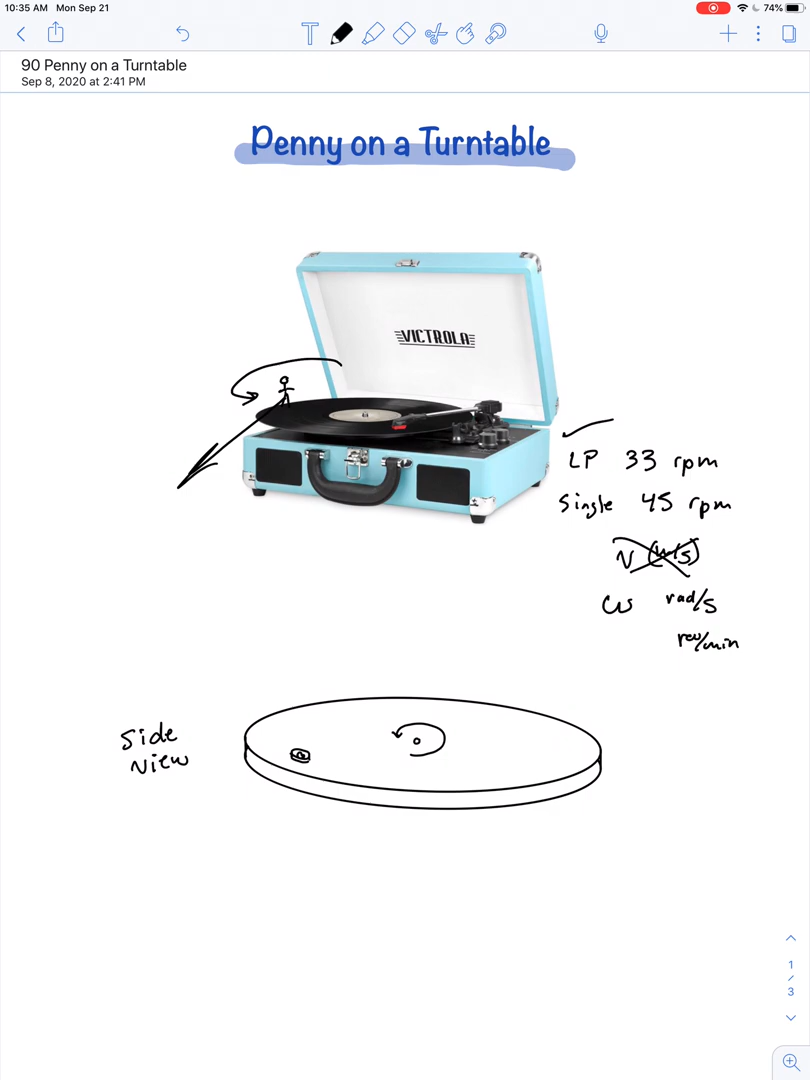 10:35 AM Mon Sep 21
74%
90 Penny on a Turntable
Sep 8, 2020 at 2:41 PM
Penny on a Turntable
VICTROLA
LP 33 rpm
Single 45 rpm
v (m/s)
ω rad/s
rev/min
Side
View
1
/
3